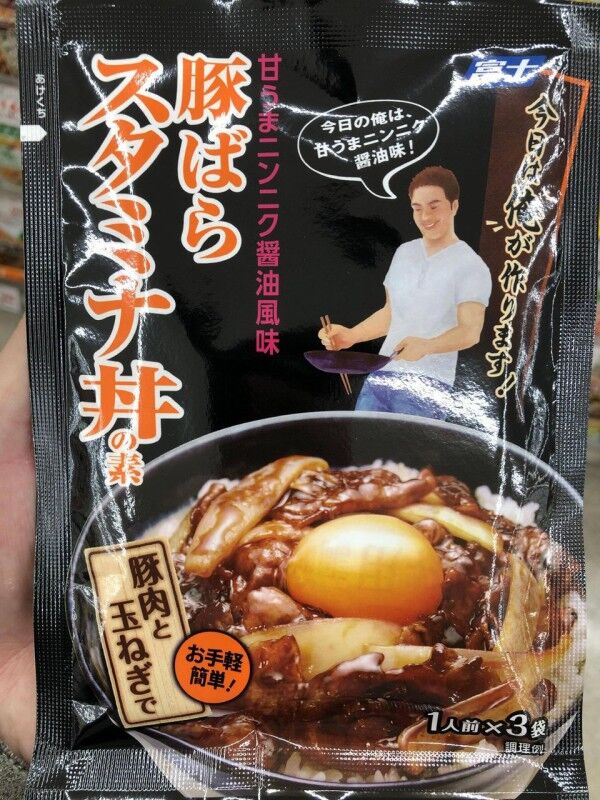 あけくち
富士
今日は俺が作ります!
今日の俺は、
甘うまニンニク
醤油味!
甘うまニンニク醤油風味
豚ばら
スタミナ丼の素
豚肉と
玉ねぎで
お手軽
簡単!
1人前×3袋
調理例